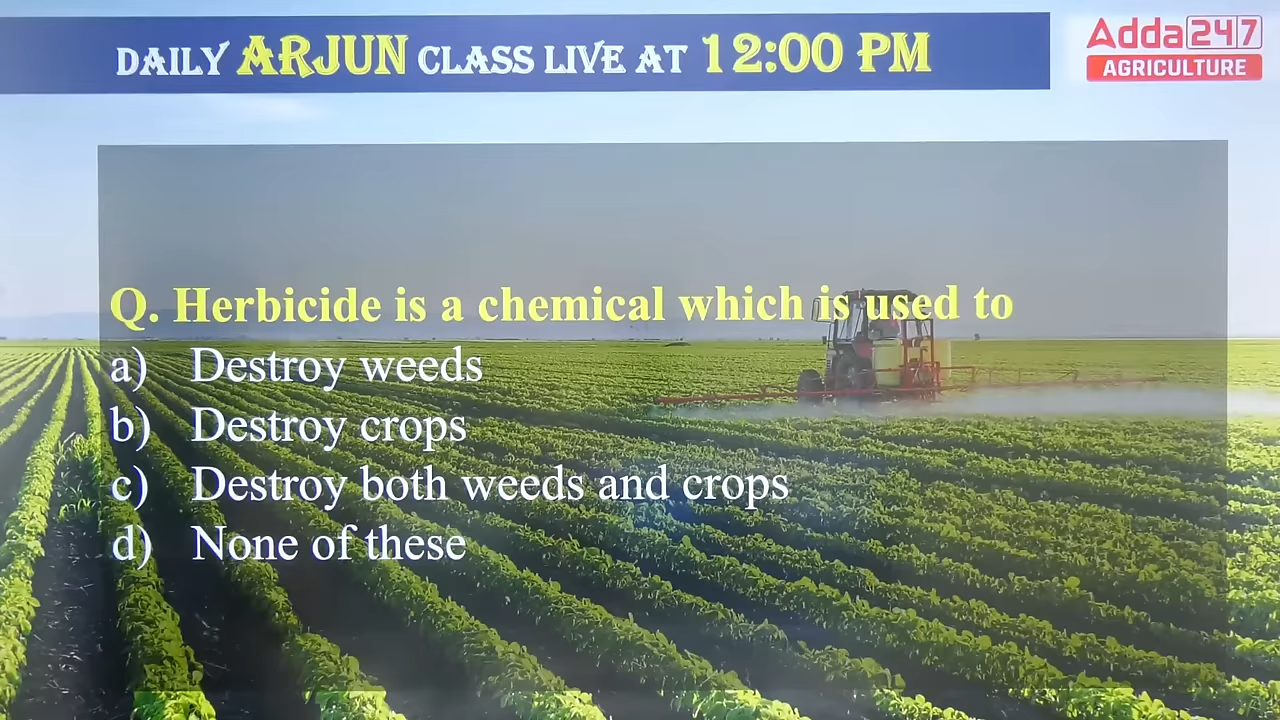 DAILY ARJUN CLASS LIVE AT 12:00 PM
Adda247
AGRICULTURE
Q. Herbicide is a chemical which is used to
a) Destroy weeds
b) Destroy crops
c) Destroy both weeds and crops
d) None of these